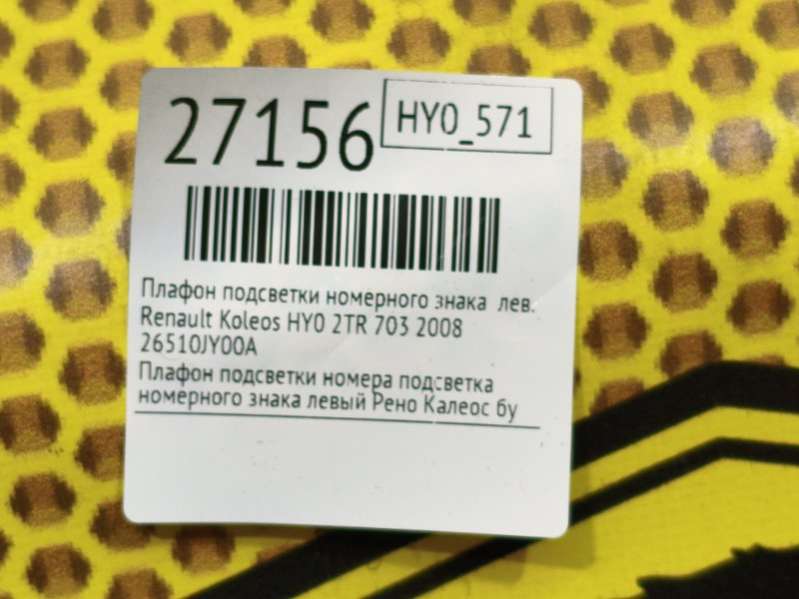 27156
HY0_571
Плафон подсветки номерного знака лев.
Renault Koleos HY0 2TR 703 2008
26510JY00A
Плафон подсветки номера подсветка
номерного знака левый Рено Калеос бу